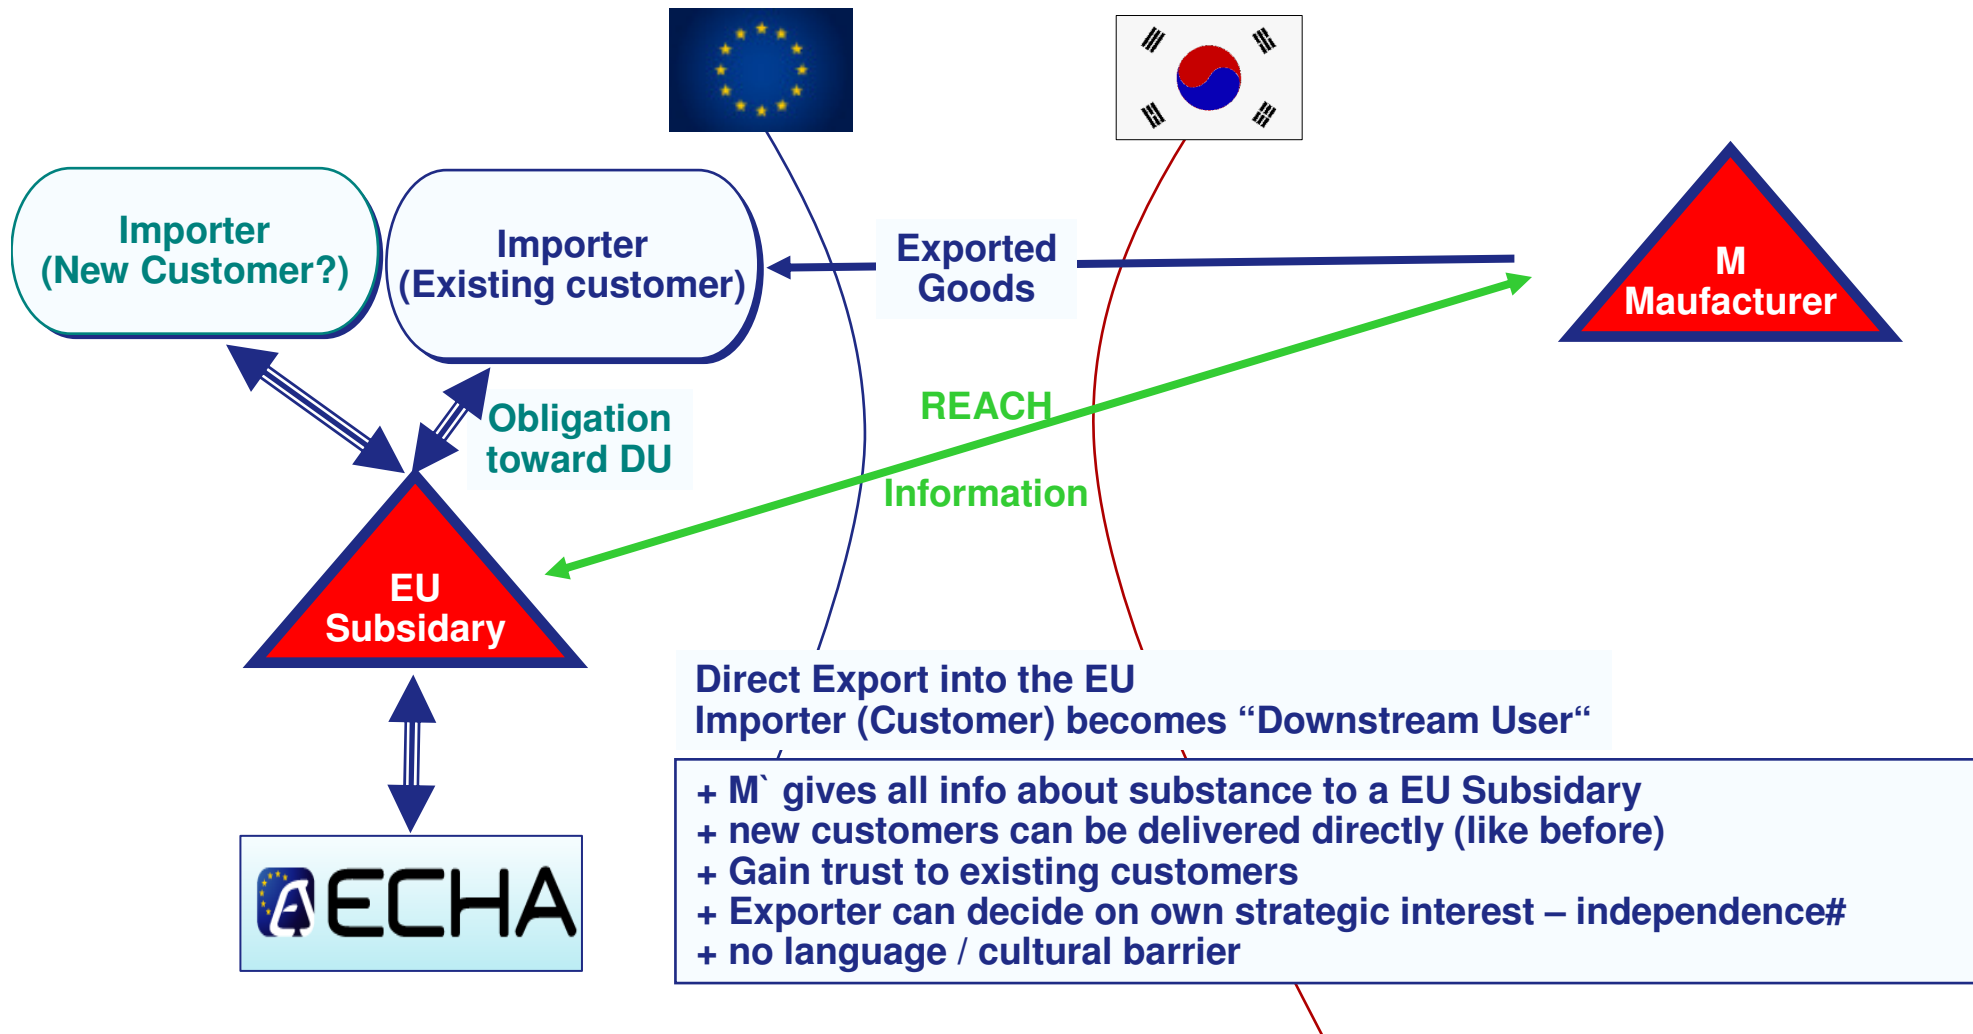 Importer
(New Customer?)
Importer
(Existing customer)
Exported
Goods
M
Maufacturer
Obligation
toward DU
REACH
Information
EU
Subsidary
ECHA
Direct Export into the EU
Importer (Customer) becomes “Downstream User“
+ M` gives all info about substance to a EU Subsidary
+ new customers can be delivered directly (like before)
+ Gain trust to existing customers
+ Exporter can decide on own strategic interest – independence#
+ no language / cultural barrier